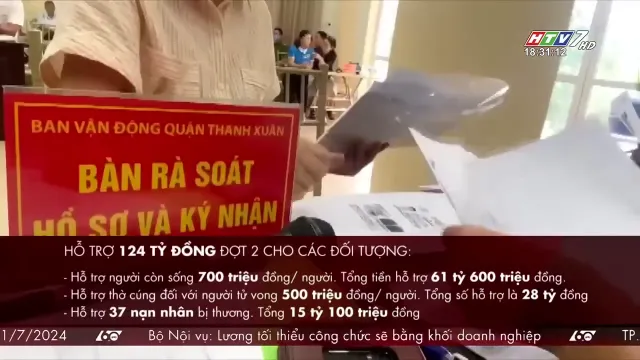 HTV7 HD
18:31:12
BAN VẬN ĐỘNG QUẬN THANH XUÂN
BÀN RÀ SOÁT
HỒ SƠ VÀ KÝ NHẬN
HỖ TRỢ 124 TỶ ĐỒNG ĐỢT 2 CHO CÁC ĐỐI TƯỢNG:
- Hỗ trợ người còn sống 700 triệu đồng/ người. Tổng tiền hỗ trợ 61 tỷ 600 triệu đồng.
- Hỗ trợ thờ cúng đối với người tử vong 500 triệu đồng/ người. Tổng số hỗ trợ là 28 tỷ đồng
- Hỗ trợ 37 nạn nhân bị thương. Tổng 15 tỷ 100 triệu đồng
1/7/2024 60 Bộ Nội vụ: Lương tối thiểu công chức sẽ bằng khối doanh nghiệp 60 TP